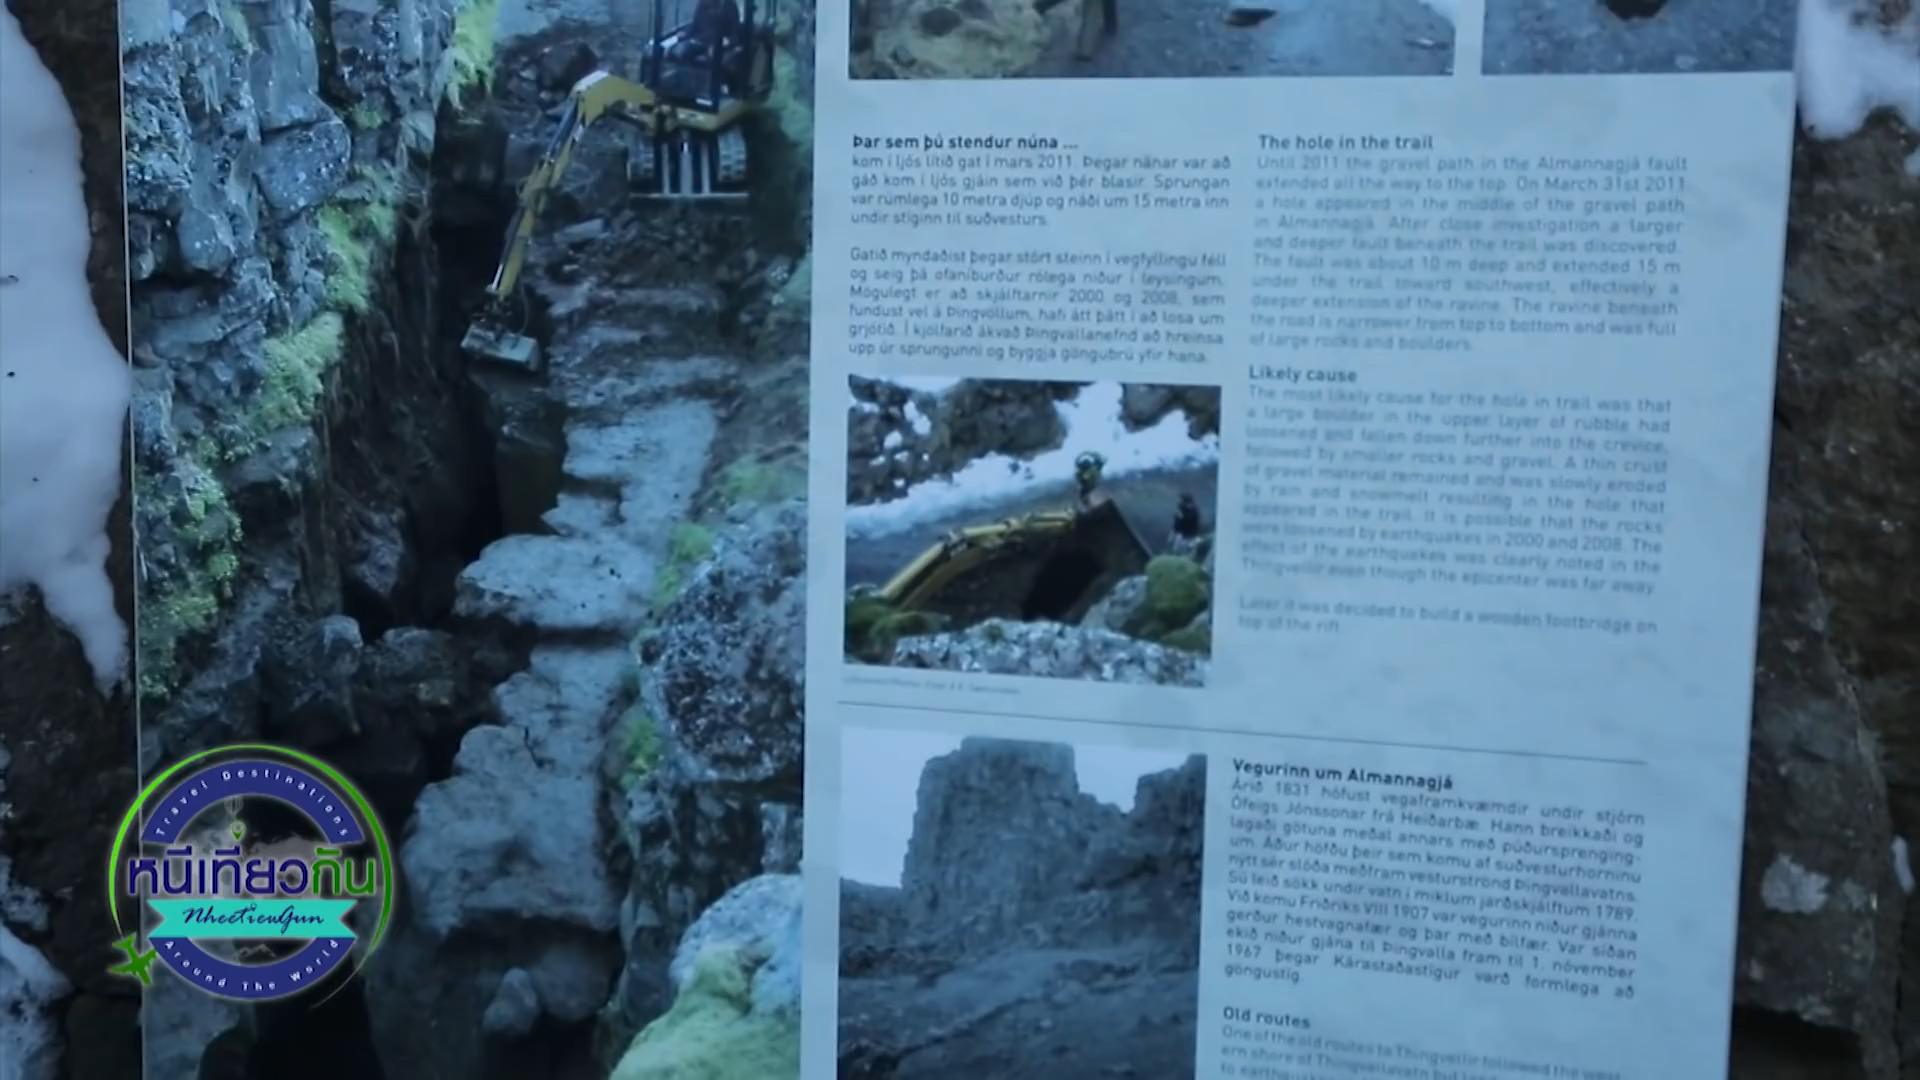 Þar sem þú stendur núna ...
kom í ljós lítið gat í mars 2011. Þegar nánar var að
gáð kom í ljós gjáin sem við þér blasir. Sprungan
var rúmlega 10 metra djúp og náði um 15 metra inn
undir stíginn til suðvesturs.
Gatið myndaðist þegar stórt steinn í vegfyllingu féll
og seig þá ofaníburður rólega niður í leysingum.
Mögulegt er að skjálftarnir 2000 og 2008, sem
fundust vel á Þingvöllum, hafi átt þátt í að losa um
grjótið. Í kjölfarið ákvað Þingvallanefnd að hreinsa
upp úr sprungunni og byggja göngubrú yfir hana.
The hole in the trail
Until 2011 the gravel path in the Almannagjá fault
extended all the way to the top. On March 31st 2011
a hole appeared in the middle of the gravel path
in Almannagjá. After close investigation a larger
and deeper fault beneath the trail was discovered.
The fault was about 10 m deep and extended 15 m
under the trail toward southwest, effectively a
deeper extension of the ravine. The ravine beneath
the road is narrower from top to bottom and was full
of large rocks and boulders.
Likely cause
The most likely cause for the hole in trail was that
a large boulder in the upper layer of rubble had
loosened and fallen down further into the crevice,
followed by smaller rocks and gravel. A thin crust
of gravel material remained and was slowly eroded
by rain and snowmelt resulting in the hole that
appeared in the trail. It is possible that the rocks
were loosened by earthquakes in 2000 and 2008. The
effect of the earthquakes was clearly noted in the
Thingvellir even though the epicenter was far away.
Later it was decided to build a wooden footbridge on
top of the rift.
Vegurinn um Almannagjá
Árið 1831 hófust vegaframkvæmdir undir stjórn
Ófeigs Jónssonar frá Heiðarbæ. Hann breikkaði og
lagaði götuna meðal annars með púðursprenging-
um. Áður höfðu þeir sem komu af suðvesturhorninu
nýtt sér slóða meðfram vesturströnd Þingvallavatns.
Sú leið sökk undir vatn í miklum jarðskjálftum 1789.
Við komu Friðriks VIII 1907 var vegurinn niður gjánna
gerður hestvagnafær og þar með bílfær. Var síðan
ekið niður gjána til Þingvalla fram til 1. nóvember
1967 þegar Kárastaðastígur varð formlega að
göngustíg.
Old routes
One of the old routes to Thingvellir followed the west-
ern shore of Thingvallavatn but
to earthquakes
Travel Destinations
หนีเที่ยวกัน
NheeTieuGun
Around The World